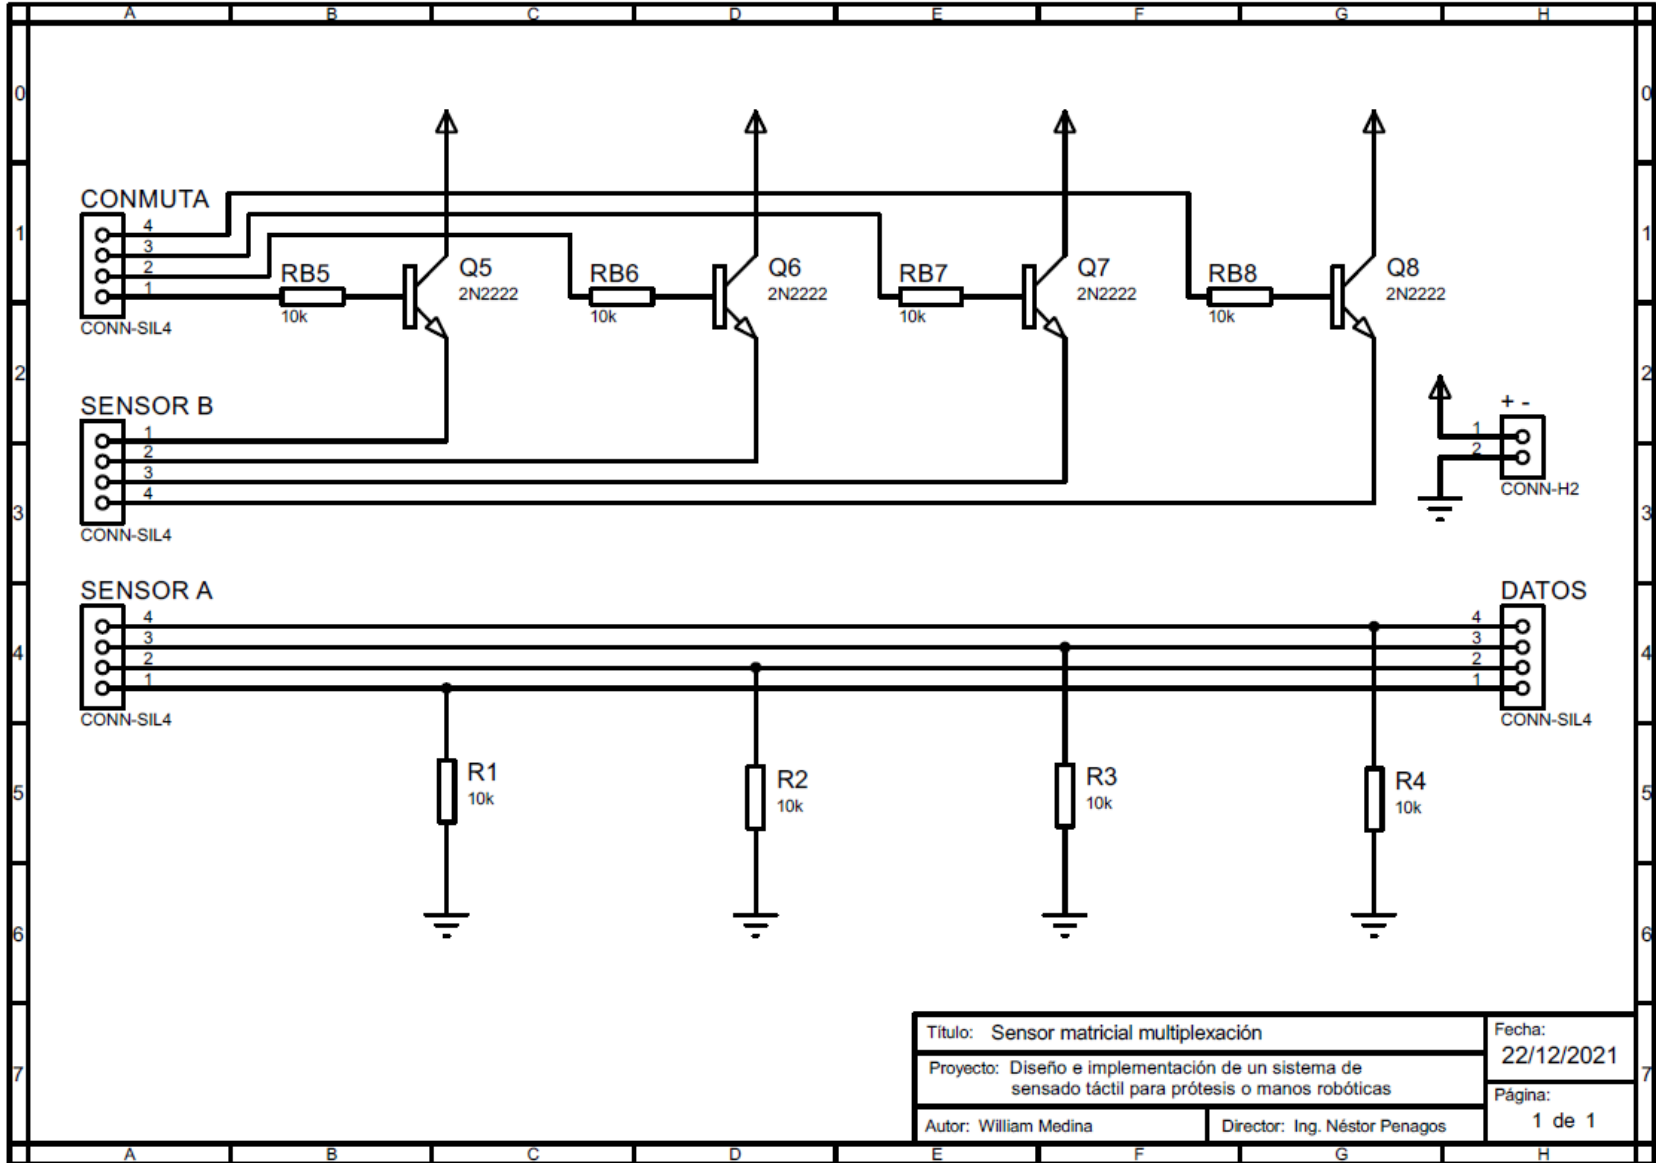 A B C D E F G H
0 0
CONMUTA
4
1 1
3
2
1
CONN-SIL4
RB5
10k
Q5
2N2222
RB6
10k
Q6
2N2222
RB7
10k
Q7
2N2222
RB8
10k
Q8
2N2222
2 2
SENSOR B
1
2
3
4
CONN-SIL4
+ -
1
2
CONN-H2
3 3
SENSOR A
4
3
2
1
CONN-SIL4
DATOS
4
3
2
1
CONN-SIL4
4 4
R1
10k
R2
10k
R3
10k
R4
10k
5 5
6 6
7 7
Título: Sensor matricial multiplexación
Fecha:
22/12/2021
Proyecto: Diseño e implementación de un sistema de
sensado táctil para prótesis o manos robóticas
Página:
1 de 1
Autor: William Medina
Director: Ing. Néstor Penagos
A B C D E F G H